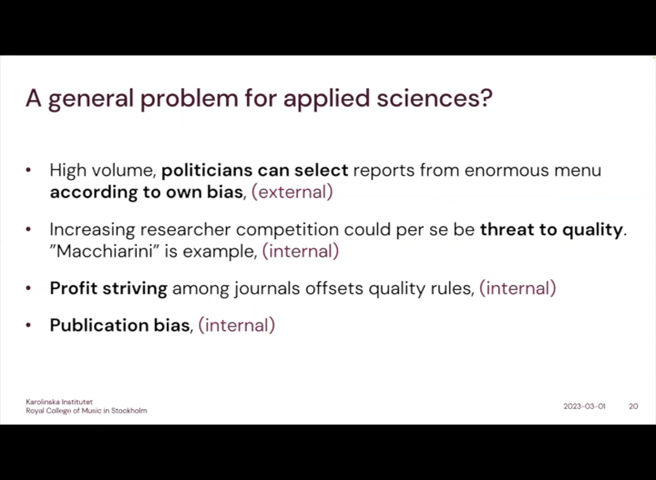 A general problem for applied sciences?
• High volume, politicians can select reports from enormous menu
according to own bias, (external)
• Increasing researcher competition could per se be threat to quality.
”Macchiarini” is example, (internal)
• Profit striving among journals offsets quality rules, (internal)
• Publication bias, (internal)
Karolinska Institutet
Royal College of Music in Stockholm
2023-03-01 20